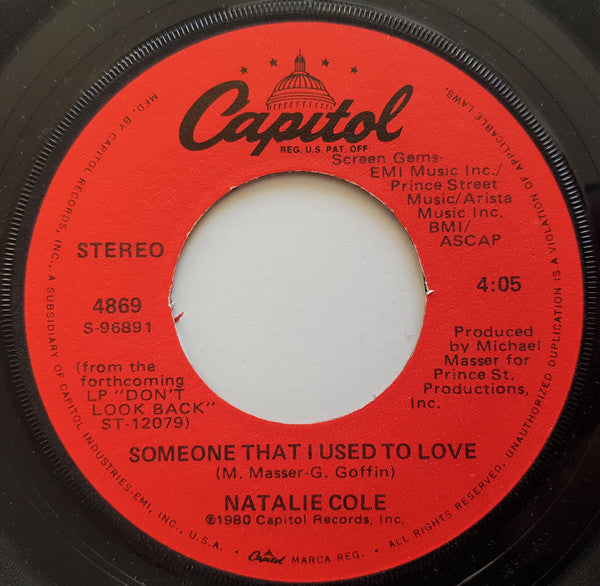 Capitol
REG. U.S. PAT. OFF.
Screen Gems-
EMI Music Inc./
Prince Street
Music/Arista
Music Inc.
BMI/
ASCAP
STEREO
4:05
4869
S-96891
(from the
forthcoming
LP "DON'T
LOOK BACK"
ST-12079)
Produced
by Michael
Masser for
Prince St.
Productions,
Inc.
SOMEONE THAT I USED TO LOVE
(M. Masser-G. Goffin)
NATALIE COLE
℗1980 Capitol Records, Inc.
MFD. BY CAPITOL RECORDS, INC., A SUBSIDIARY OF CAPITOL INDUSTRIES-EMI, INC., U.S.A. • Capitol MARCA REG. • ALL RIGHTS RESERVED. UNAUTHORIZED DUPLICATION IS A VIOLATION OF APPLICABLE LAWS.